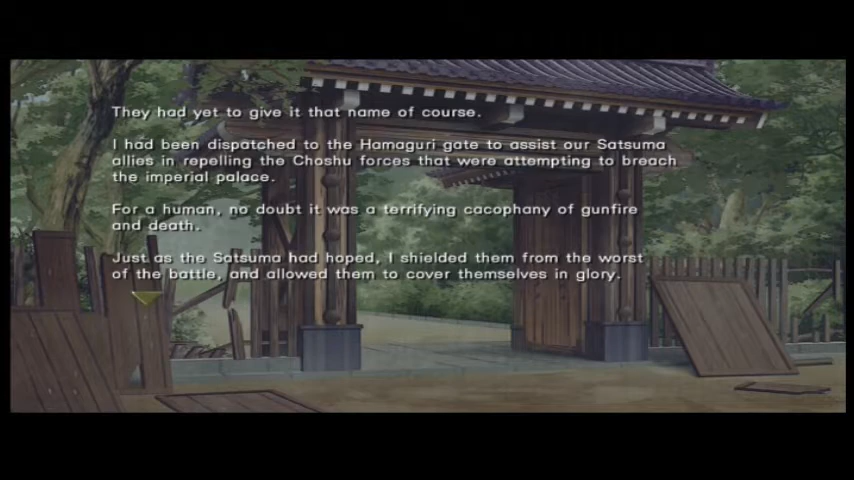 They had yet to give it that name of course.
I had been dispatched to the Hamaguri gate to assist our Satsuma
allies in repelling the Choshu forces that were attempting to breach
the imperial palace.
For a human, no doubt it was a terrifying cacophany of gunfire
and death.
Just as the Satsuma had hoped, I shielded them from the worst
of the battle, and allowed them to cover themselves in glory.